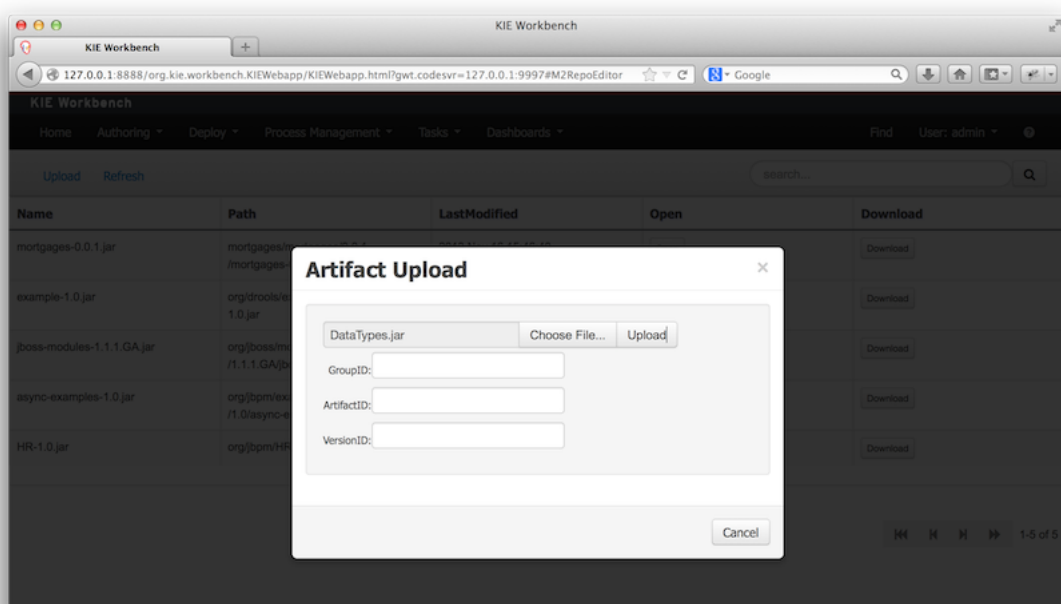 KIE Workbench
KIE Workbench
127.0.0.1:8888/org.kie.workbench.KIEWebapp/KIEWebapp.html?gwt.codesvr=127.0.0.1:9997#M2RepoEditor
Google
KIE Workbench
Home Authoring Deploy Process Management Tasks Dashboards Find User: admin
Upload Refresh search...
Name Path LastModified Open Download
mortgages-0.0.1.jar Download
/mortgages-
example-1.0.jar org/drools/e Download
1.0.jar
jboss-modules-1.1.1.GA.jar org/jboss/mo Download
/1.1.1.GA/jb
async-examples-1.0.jar org/jbpm/ex Download
/1.0/async-e
HR-1.0.jar org/jbpm/HR Download
1-5 of 5
Artifact Upload
DataTypes.jar Choose File... Upload
GroupID:
ArtifactID:
VersionID:
Cancel